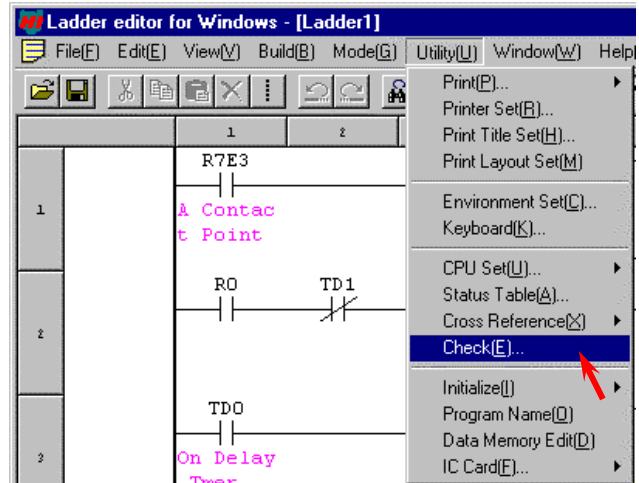 Ladder editor for Windows - [Ladder1]
File(F) Edit(E) View(V) Build(B) Mode(G) Utility(U) Window(W)
Print(P)...
Printer Set(R)...
Print Title Set(H)...
Print Layout Set(M)
Environment Set(C)...
Keyboard(K)...
CPU Set(U)...
Status Table(A)...
Cross Reference(X)
Check(E)...
Initialize(I)
Program Name(O)
Data Memory Edit(D)
IC Card(F)...
1 2
1
R7E3
A Contac
t Point
2
R0 TD1
3
TD0
On Delay
Tmer